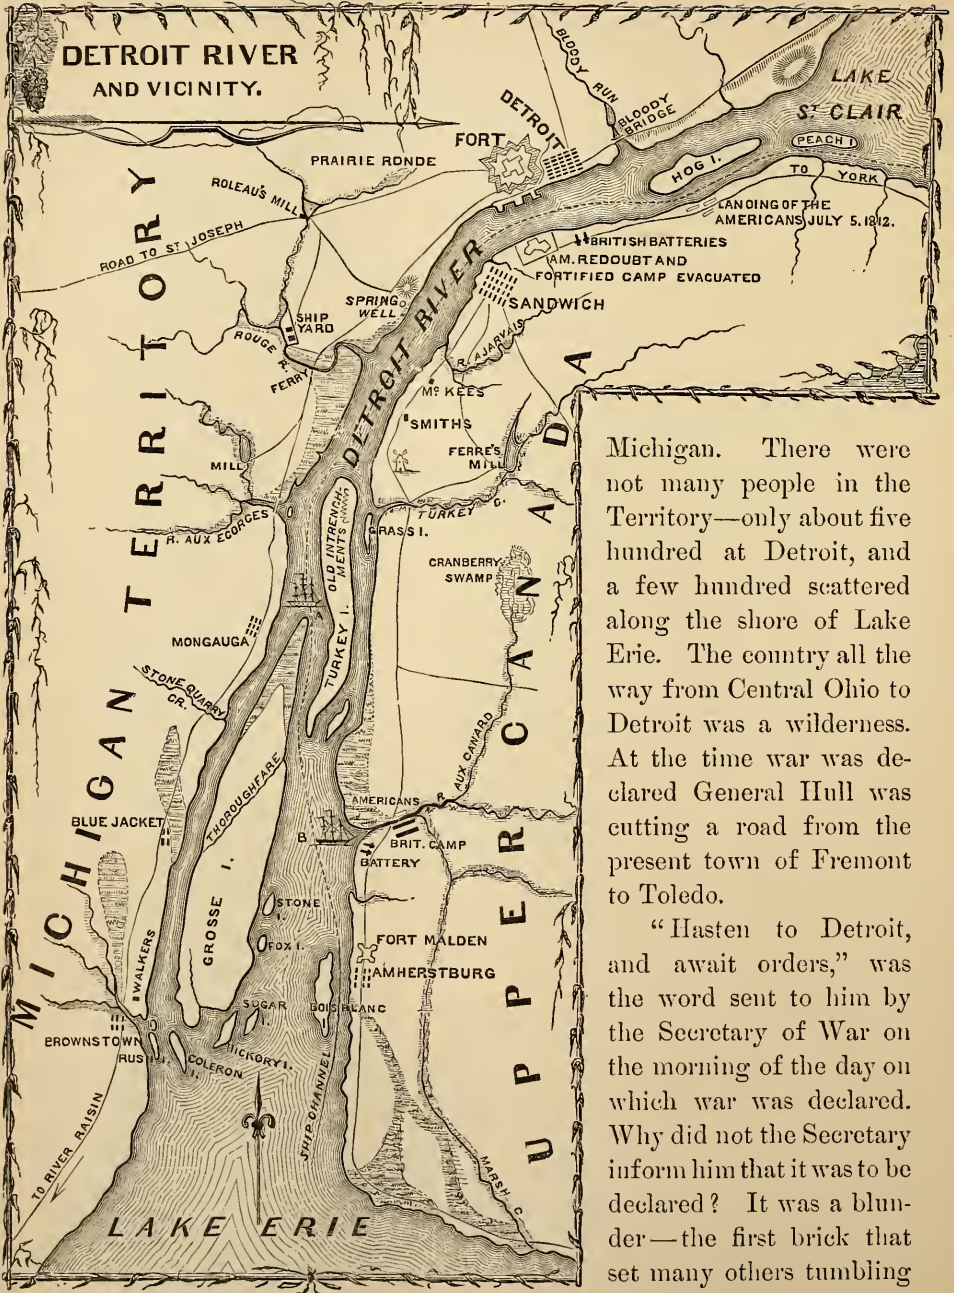 DETROIT RIVER
AND VICINITY.
BLOODY RUN
BLOODY
BRIDGE
LAKE
ST CLAIR
DETROIT
FORT
PEACH I
HOG I.
TO YORK
PRAIRIE RONDE
ROLEAU'S MILL
ROAD TO ST JOSEPH
LANDING OF THE
AMERICANS JULY 5.1812.
BRITISH BATTERIES
AM. REDOUBT AND
FORTIFIED CAMP EVACUATED
SANDWICH
SPRING
WELL
SHIP
YARD
ROUGE R.
FERRY
DETROIT RIVER
DETROIT RIVER
R. AJARVAIS
Mc KEES
SMITHS
FERRE'S
MILL
MILL
R. AUX ECORGES
TURKEY C.
GRASS I.
OLD INTRENCH-
MENTS
TURKEY I.
CRANBERRY
SWAMP
A
MONGAUGA
STONE QUARRY
CR.
THOROUGHFARE
AMERICANS
R. AUX CANARD
BLUE JACKET
B
BRIT. CAMP
BATTERY
GROSSE I.
STONE
I.
FOX I.
FORT MALDEN
AMHERSTBURG
WALKERS
SUGAR
I.
BOIS BLANC
BROWNSTOWN
RUSH I.
COLERON
I.
HICKORY I.
SHIP CHANNEL
TO RIVER RAISIN
MARSH C.
LAKE ERIE
MICHIGAN TERRITORY
UPPER CANADA
Michigan. There were
not many people in the
Territory—only about five
hundred at Detroit, and
a few hundred scattered
along the shore of Lake
Erie. The country all the
way from Central Ohio to
Detroit was a wilderness.
At the time war was de-
clared General Hull was
cutting a road from the
present town of Fremont
to Toledo.
“Hasten to Detroit,
and await orders,” was
the word sent to him by
the Secretary of War on
the morning of the day on
which war was declared.
Why did not the Secretary
inform him that it was to be
declared? It was a blun-
der—the first brick that
set many others tumbling